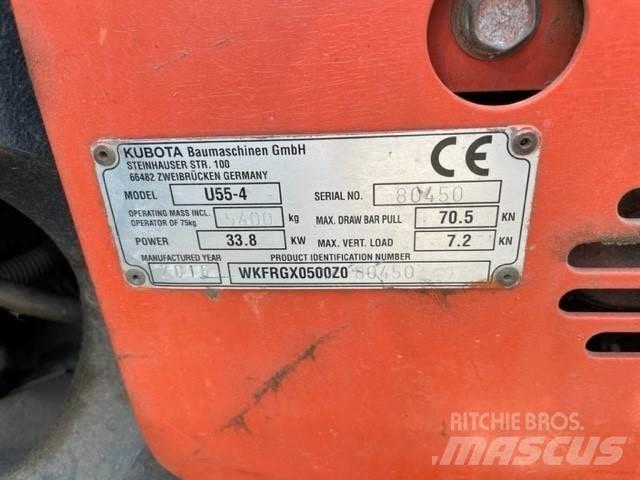 KUBOTA Baumaschinen GmbH
STEINHAUSER STR. 100
66482 ZWEIBRÜCKEN GERMANY
CE
MODEL U55-4 SERIAL NO. 80450
OPERATING MASS INCL.
OPERATOR OF 75kg 5400 kg MAX. DRAW BAR PULL 70.5 KN
POWER 33.8 KW MAX. VERT. LOAD 7.2 KN
MANUFACTURED YEAR PRODUCT IDENTIFICATION NUMBER
WKFRGX0500Z080450
RITCHIE BROS.
MASCUS